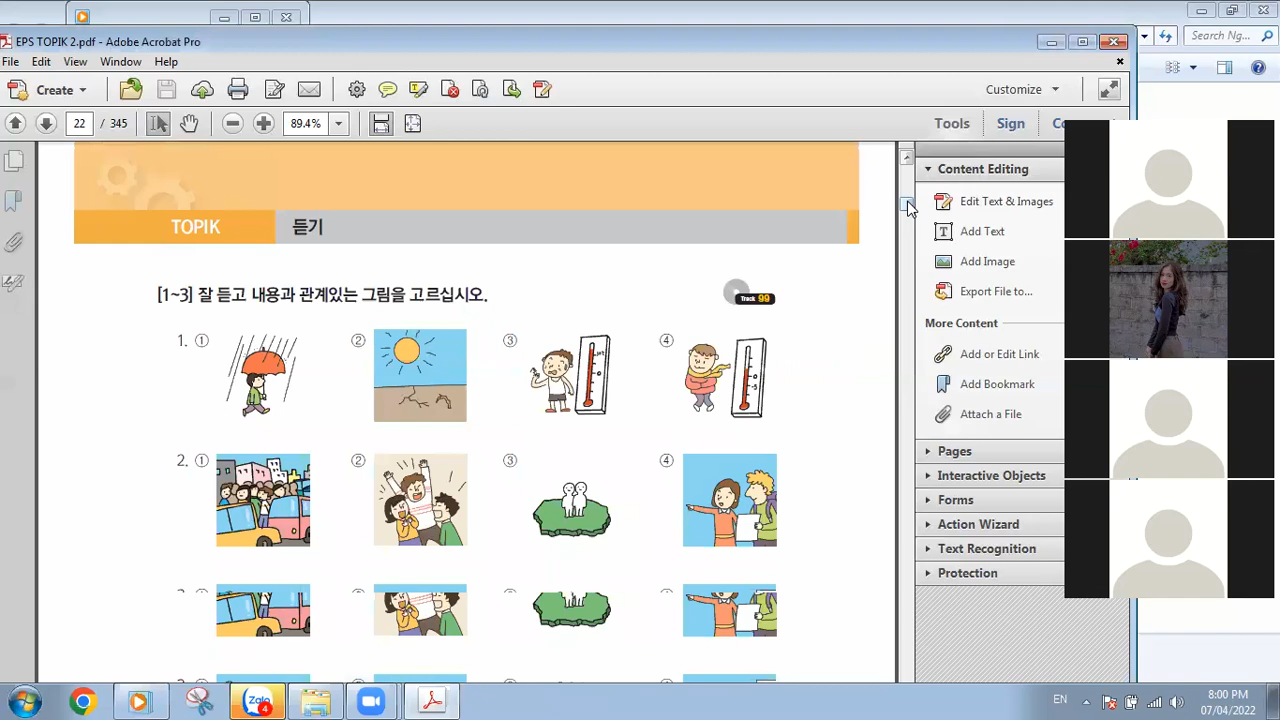 EPS TOPIK 2.pdf - Adobe Acrobat Pro
Search Ng...
File Edit View Window Help
Create
Customize
22 / 345
89.4%
Tools Sign
Content Editing
Edit Text & Images
Add Text
Add Image
Export File to...
More Content
Add or Edit Link
Add Bookmark
Attach a File
Pages
Interactive Objects
Forms
Action Wizard
Text Recognition
Protection
TOPIK 듣기
[1~3] 잘 듣고 내용과 관계있는 그림을 고르십시오.
Track 99
1. ① ② ③ ④
2. ① ② ③ ④
Zalo
4
EN
8:00 PM
07/04/2022